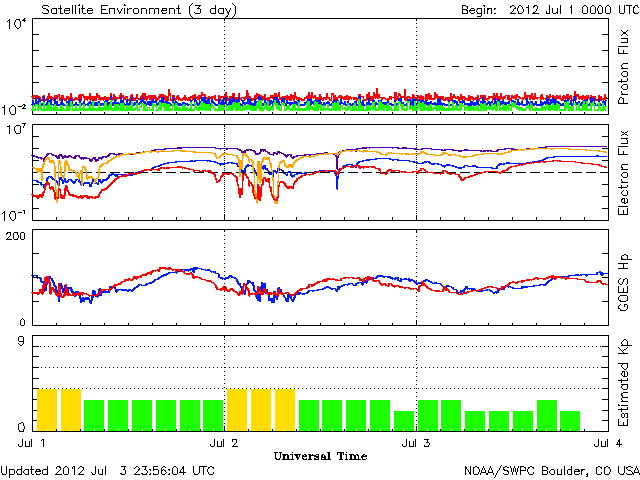 Satellite Environment (3 day) Begin: 2012 Jul 1 0000 UTC
10^4
Proton Flux
10^-2
10^7
Electron Flux
10^-1
200
GOES Hp
0
9
Estimated Kp
0
Jul 1 Jul 2 Jul 3 Jul 4
Universal Time
Updated 2012 Jul 3 23:56:04 UTC NOAA/SWPC Boulder, CO USA